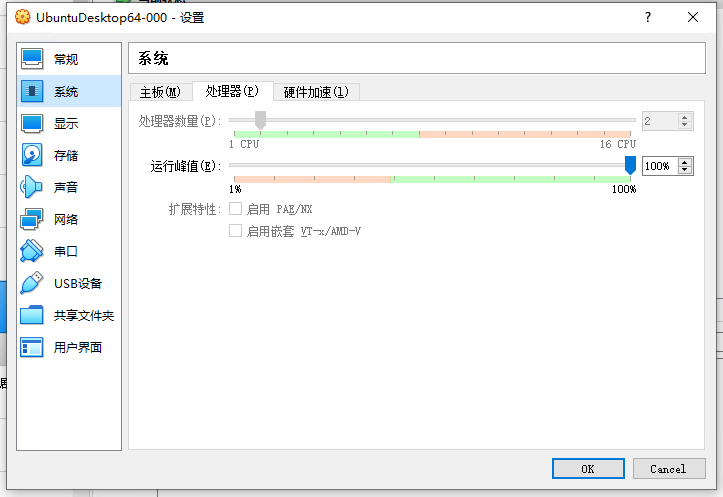 UbuntuDesktop64-000 - 设置
?
常规
系统
显示
存储
声音
网络
串口
USB设备
共享文件夹
用户界面
系统
主板(M) 处理器(P) 硬件加速(l)
处理器数量(P): 2
1 CPU 16 CPU
运行峰值(E): 100%
1% 100%
扩展特性: 启用 PAE/NX
启用嵌套 VT-x/AMD-V
OK Cancel